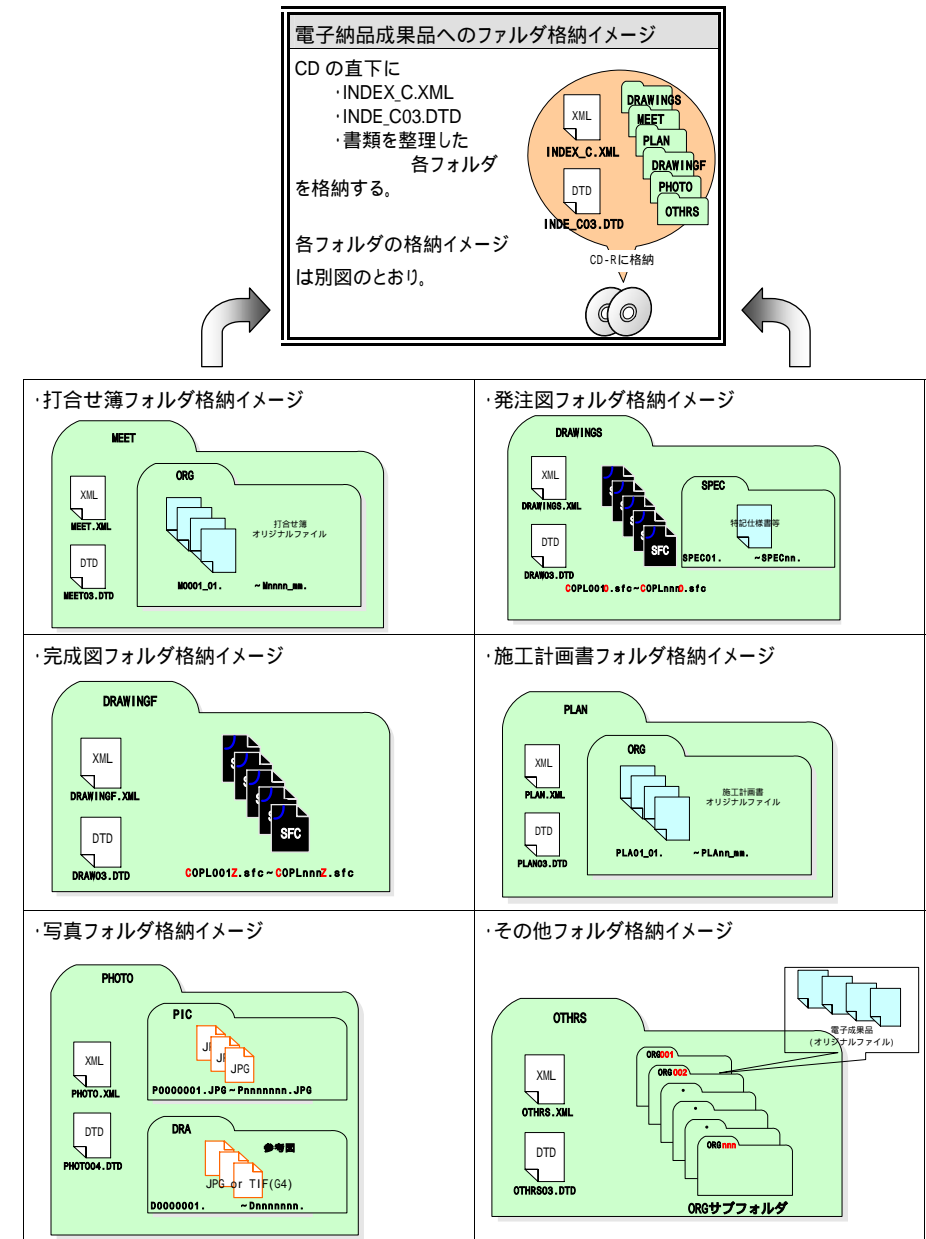 電子納品成果品へのファルダ格納イメージ
CD の直下に
・INDEX_C.XML
・INDE_C03.DTD
・書類を整理した
各フォルダ
を格納する。
各フォルダの格納イメージ
は別図のとおり。
XML
INDEX_C.XML
DTD
INDE_C03.DTD
DRAWINGS
MEET
PLAN
DRAWINGF
PHOTO
OTHRS
CD-Rに格納
・打合せ簿フォルダ格納イメージ
MEET
XML
MEET.XML
DTD
MEET03.DTD
ORG
打合せ簿
オリジナルファイル
M0001_01. ~Mnnnn_mm.
・発注図フォルダ格納イメージ
DRAWINGS
XML
DRAWINGS.XML
DTD
DRAW03.DTD
SFC
SPEC
特記仕様書等
SPEC01. ~SPECnn.
C0PL0010.sfc~C0PLnnn0.sfc
・完成図フォルダ格納イメージ
DRAWINGF
XML
DRAWINGF.XML
DTD
DRAW03.DTD
SFC
C0PL001Z.sfc~C0PLnnnZ.sfc
・施工計画書フォルダ格納イメージ
PLAN
XML
PLAN.XML
DTD
PLAN03.DTD
ORG
施工計画書
オリジナルファイル
PLA01_01. ~PLAnn_mm.
・写真フォルダ格納イメージ
PHOTO
XML
PHOTO.XML
DTD
PHOTO04.DTD
PIC
JPG
P0000001.JPG~Pnnnnnnn.JPG
DRA
参考図
JPG or TIF(G4)
D0000001. ~Dnnnnnnn.
・その他フォルダ格納イメージ
OTHRS
XML
OTHRS.XML
DTD
OTHRS03.DTD
電子成果品
(オリジナルファイル)
ORG001
ORG002
ORGnnn
ORGサブフォルダ